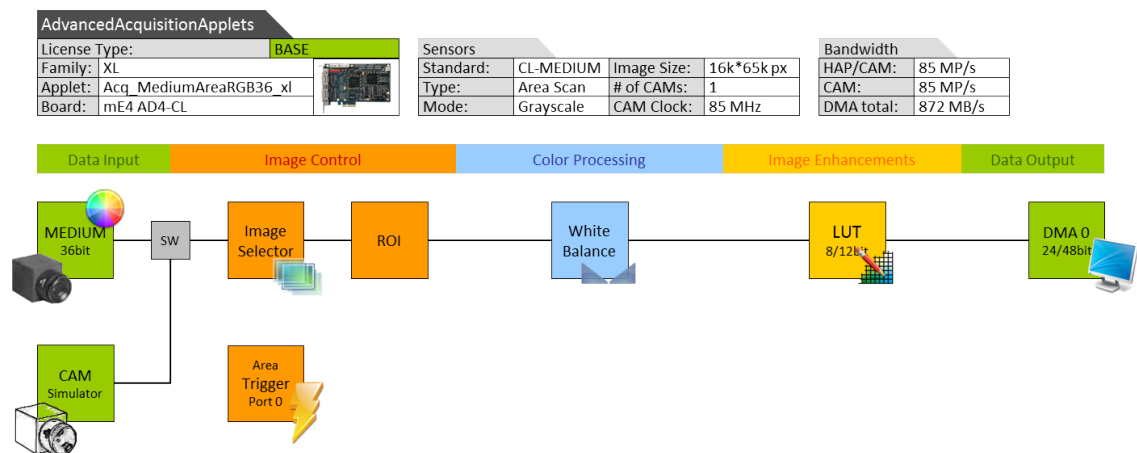 AdvancedAcquisitionApplets
License Type: BASE
Family: XL
Applet: Acq_MediumAreaRGB36_xl
Board: mE4 AD4-CL
Sensors
Standard: CL-MEDIUM Image Size: 16k*65k px
Type: Area Scan # of CAMs: 1
Mode: Grayscale CAM Clock: 85 MHz
Bandwidth
HAP/CAM: 85 MP/s
CAM: 85 MP/s
DMA total: 872 MB/s
Data Input Image Control Color Processing Image Enhancements Data Output
MEDIUM
36bit
SW
Image
Selector
ROI
White
Balance
LUT
8/12bit
DMA 0
24/48bit
CAM
Simulator
Area
Trigger
Port 0